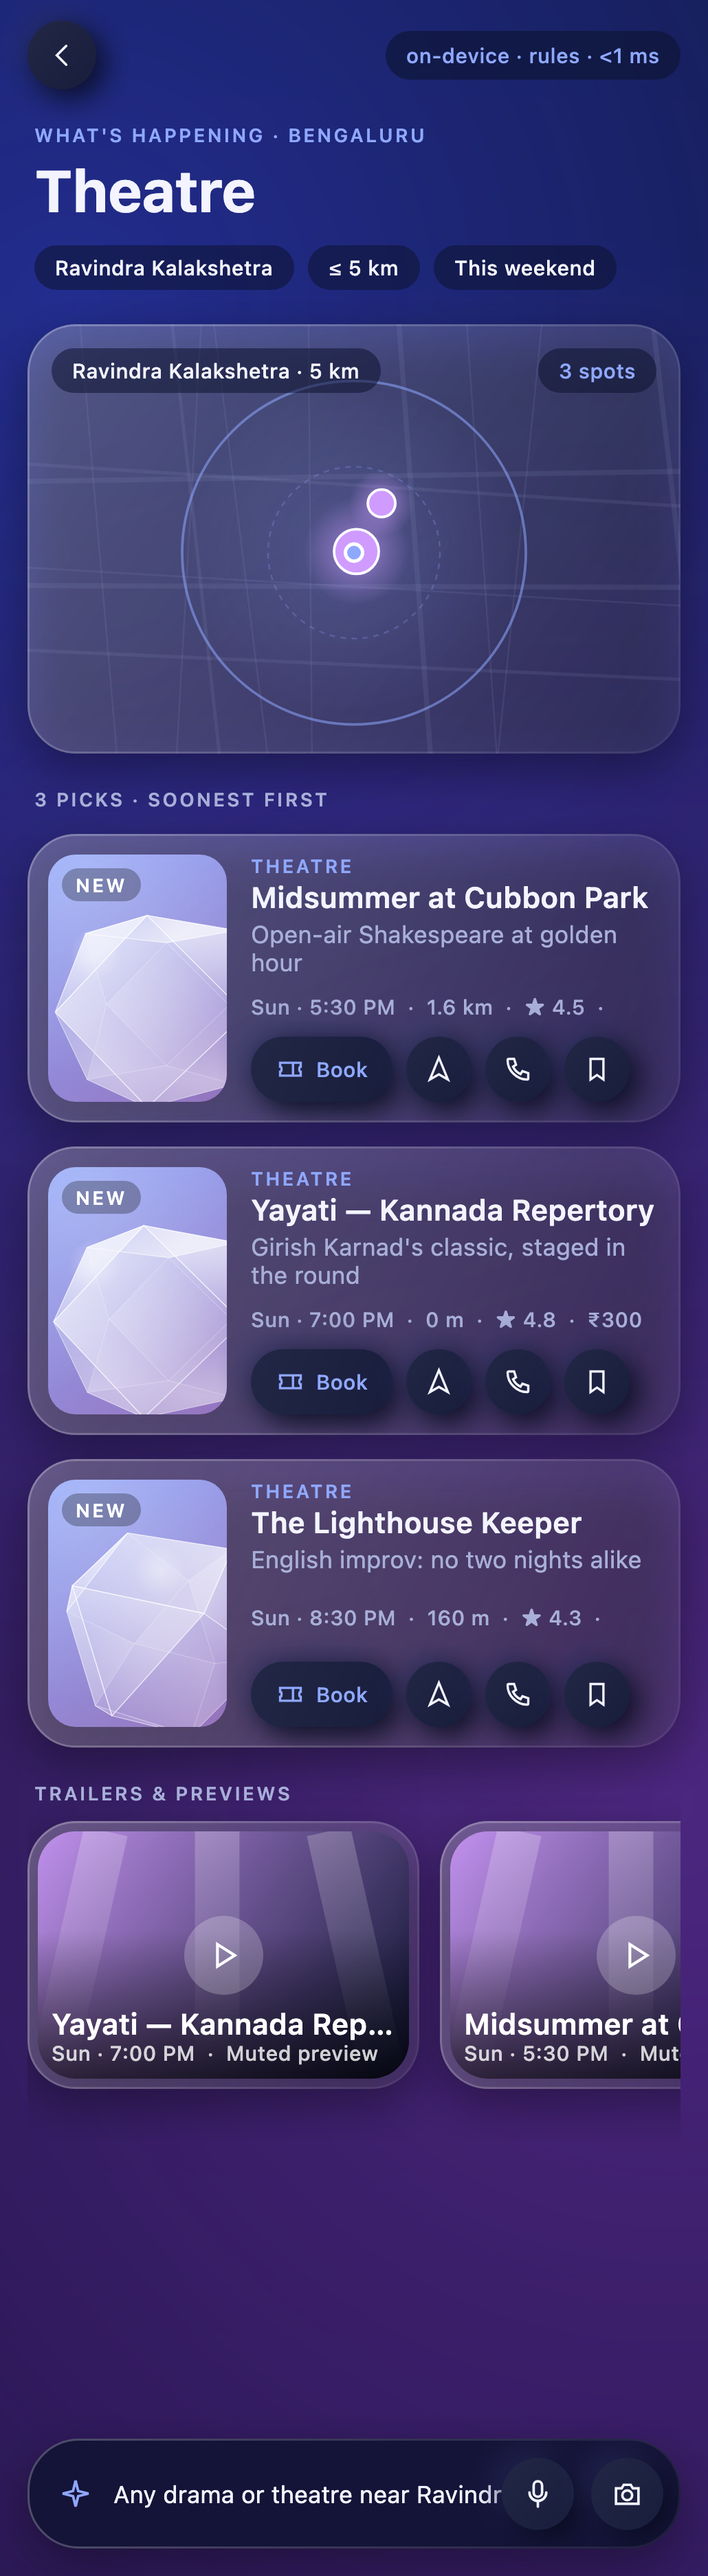 on-device · rules · <1 ms
WHAT'S HAPPENING · BENGALURU
Theatre
Ravindra Kalakshetra
≤ 5 km
This weekend
Ravindra Kalakshetra · 5 km
3 spots
3 PICKS · SOONEST FIRST
NEW
THEATRE
Midsummer at Cubbon Park
Open-air Shakespeare at golden
hour
Sun · 5:30 PM · 1.6 km · ★ 4.5 ·
Book
NEW
THEATRE
Yayati — Kannada Repertory
Girish Karnad's classic, staged in
the round
Sun · 7:00 PM · 0 m · ★ 4.8 · ₹300
Book
NEW
THEATRE
The Lighthouse Keeper
English improv: no two nights alike
Sun · 8:30 PM · 160 m · ★ 4.3 ·
Book
TRAILERS & PREVIEWS
Yayati — Kannada Rep...
Sun · 7:00 PM · Muted preview
Midsummer at
Sun · 5:30 PM · Mut
Any drama or theatre near Ravindr